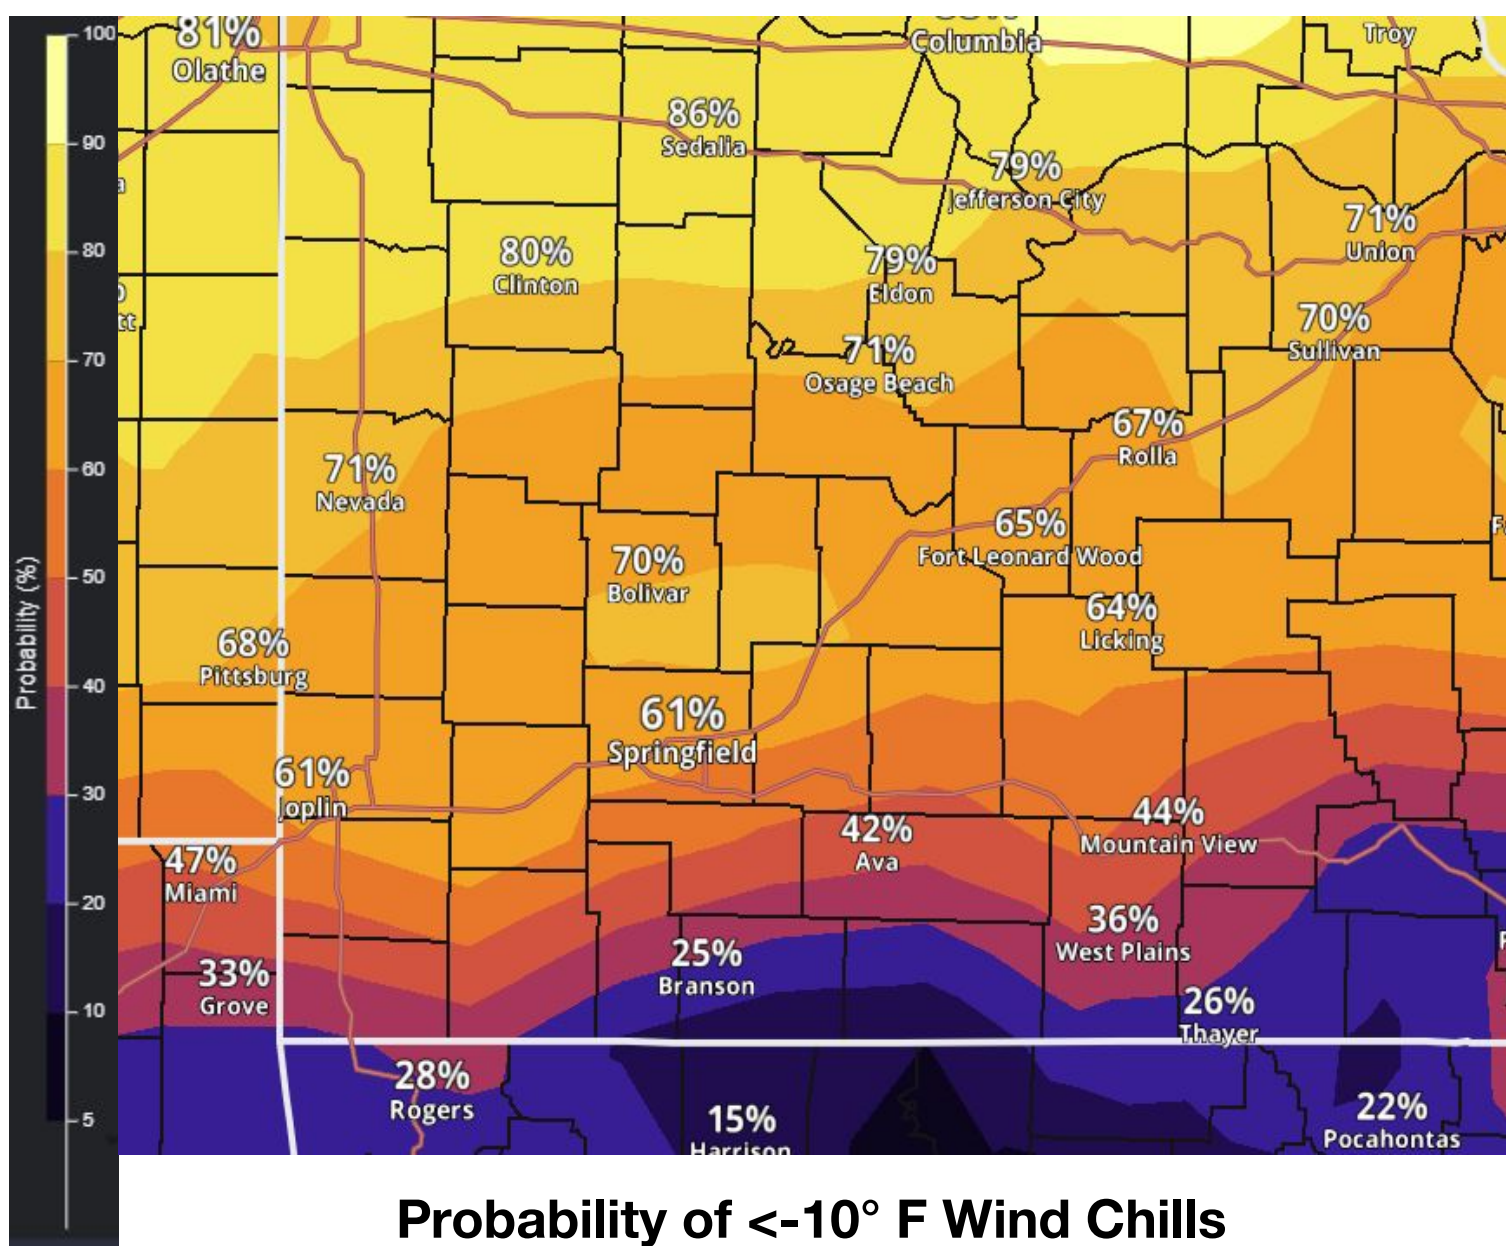 100
90
80
70
60
50
40
30
20
10
5
Probability (%)
81%
Olathe
Columbia
Troy
86%
Sedalia
79%
Jefferson City
71%
Union
80%
Clinton
79%
Eldon
70%
Sullivan
71%
Osage Beach
67%
Rolla
71%
Nevada
65%
Fort Leonard Wood
70%
Bolivar
64%
Licking
68%
Pittsburg
61%
Springfield
61%
Joplin
44%
Mountain View
42%
Ava
47%
Miami
36%
West Plains
25%
Branson
33%
Grove
26%
Thayer
28%
Rogers
15%
Harrison
22%
Pocahontas
Probability of <-10° F Wind Chills